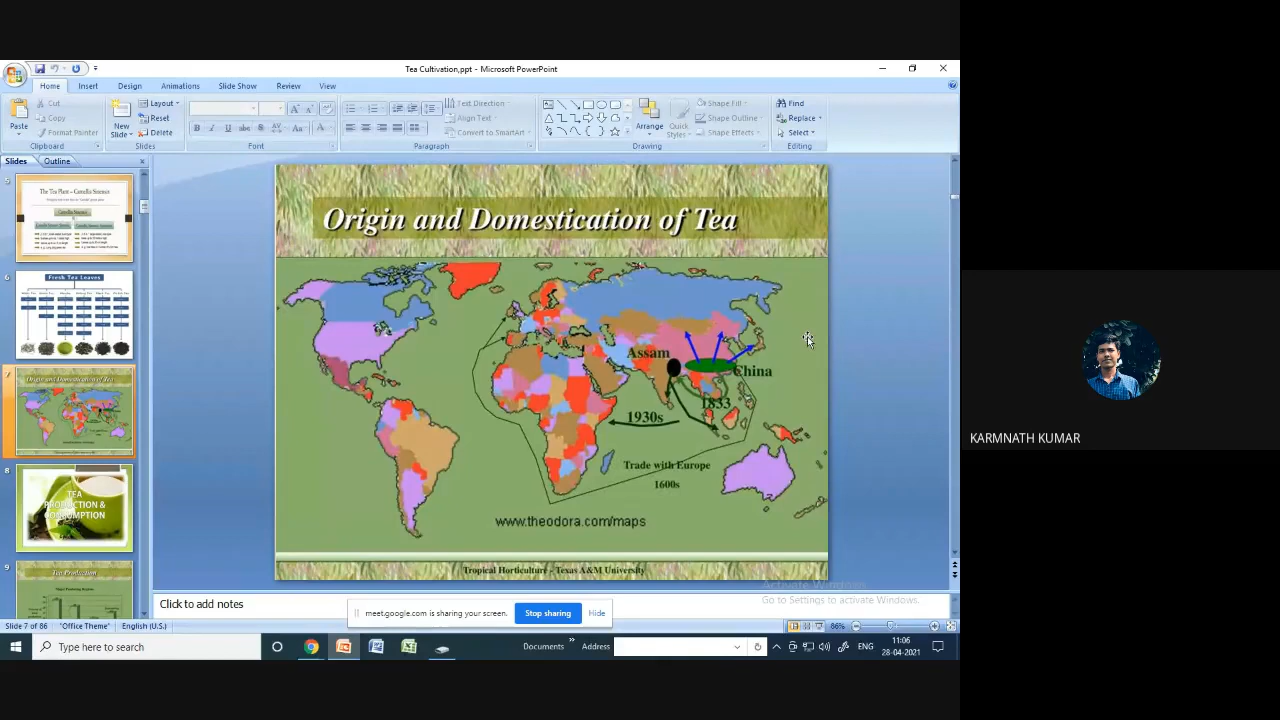 Tea Cultivation,ppt - Microsoft PowerPoint
Home Insert Design Animations Slide Show Review View
Paste
Cut
Copy
Format Painter
Clipboard
New Slide
Layout
Reset
Delete
Slides
Font
Text Direction
Align Text
Convert to SmartArt
Paragraph
Arrange
Quick Styles
Shape Fill
Shape Outline
Shape Effects
Drawing
Find
Replace
Select
Editing
Slides Outline
5
The Tea Plant – Camellia Sinensis
Camellia Sinensis
6
Fresh Tea Leaves
7
Origin and Domestication of Tea
8
TEA
PRODUCTION &
CONSUMPTION
9
Tea Production
Origin and Domestication of Tea
Assam
China
1833
1930s
Trade with Europe
1600s
www.theodora.com/maps
Tropical Horticulture - Texas A&M University
Activate Windows
Go to Settings to activate Windows.
Click to add notes
meet.google.com is sharing your screen. Stop sharing Hide
Slide 7 of 86 "Office Theme" English (U.S.) 86%
Type here to search
Documents Address
ENG
11:06
28-04-2021
KARMNATH KUMAR